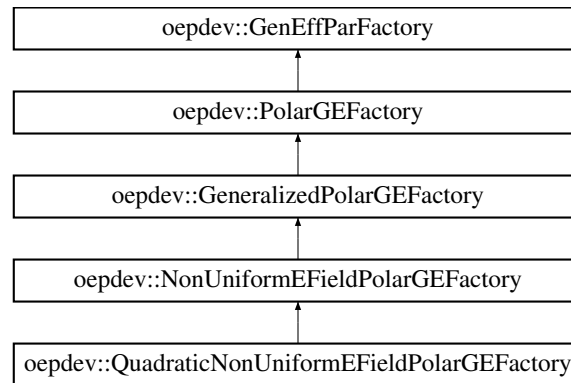 oepdev::GenEffParFactory
oepdev::PolarGEFactory
oepdev::GeneralizedPolarGEFactory
oepdev::NonUniformEFieldPolarGEFactory
oepdev::QuadraticNonUniformEFieldPolarGEFactory